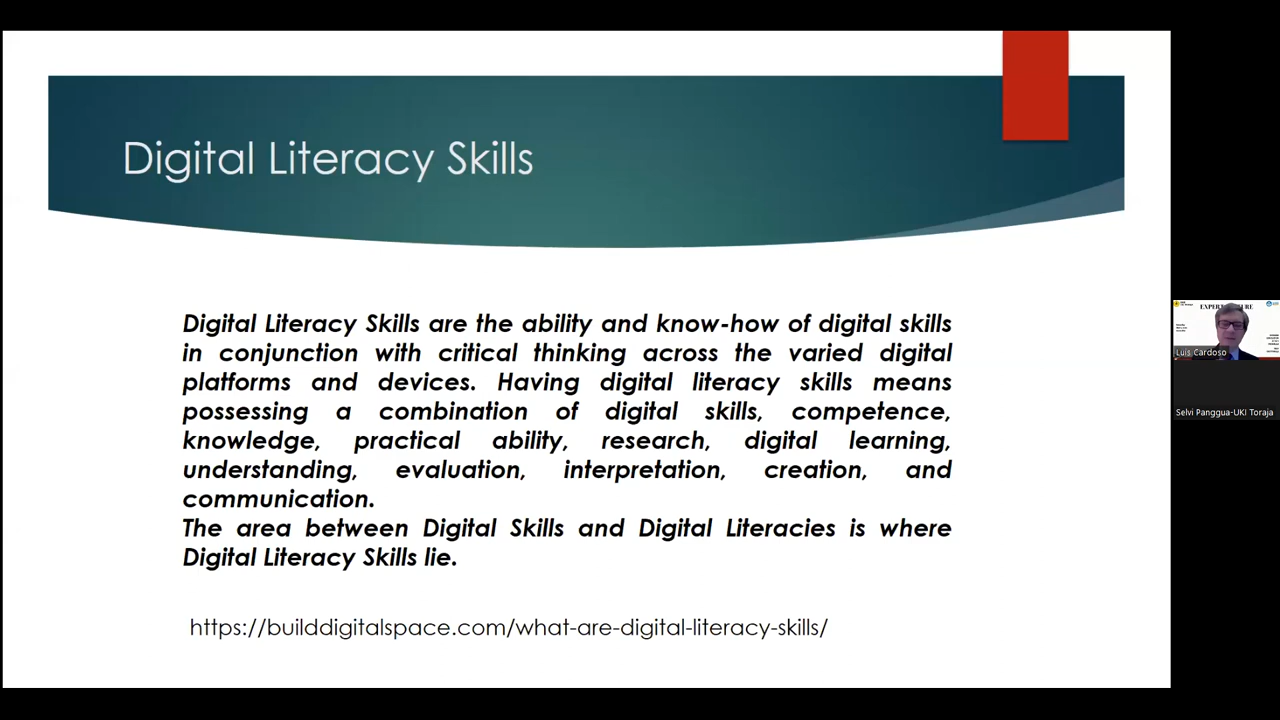 Digital Literacy Skills
Digital Literacy Skills are the ability and know-how of digital skills
in conjunction with critical thinking across the varied digital
platforms and devices. Having digital literacy skills means
possessing a combination of digital skills, competence,
knowledge, practical ability, research, digital learning,
understanding, evaluation, interpretation, creation, and
communication.
The area between Digital Skills and Digital Literacies is where
Digital Literacy Skills lie.
https://builddigitalspace.com/what-are-digital-literacy-skills/
Luis Cardoso
Selvi Panggua-UKI Toraja